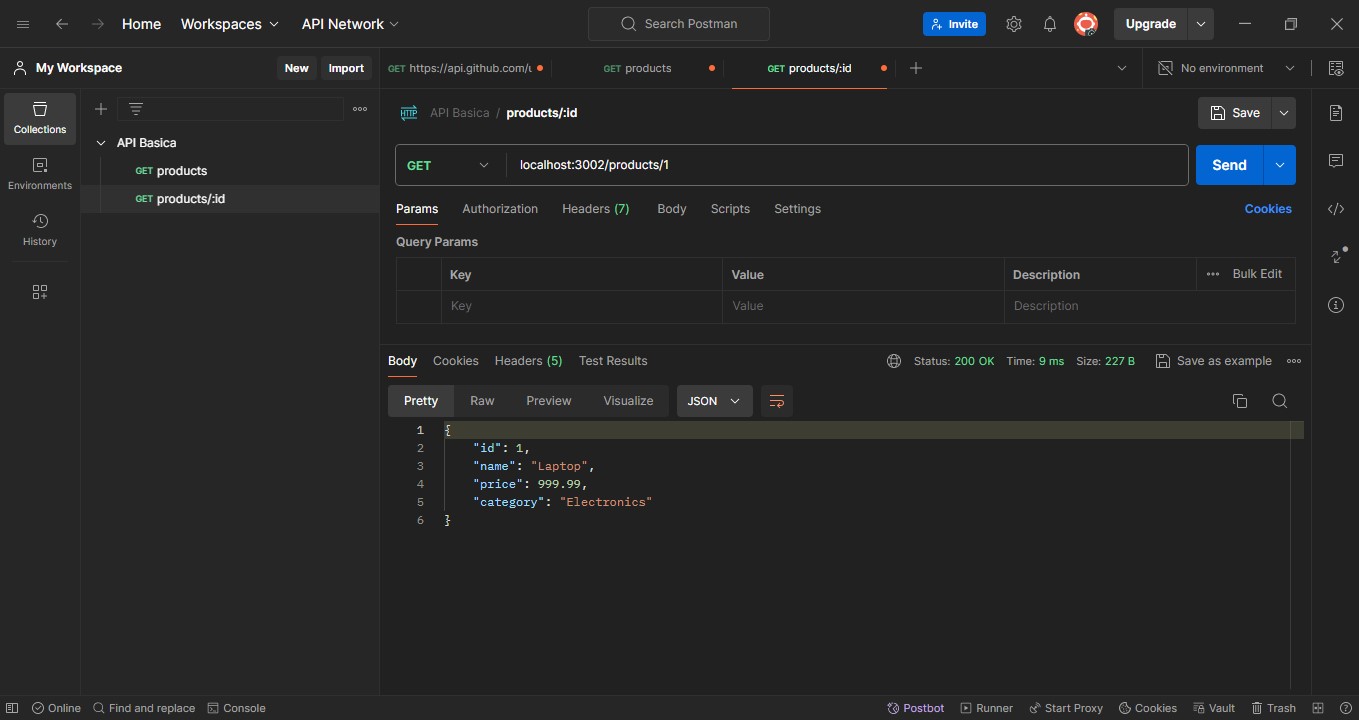 Home Workspaces API Network Search Postman Invite Upgrade
My Workspace New Import GET https://api.github.com/u GET products GET products/:id No environment
Collections
Environments
History
API Basica
GET products
GET products/:id
HTTP API Basica / products/:id Save
GET localhost:3002/products/1 Send
Params Authorization Headers (7) Body Scripts Settings Cookies
Query Params
Key Value Description Bulk Edit
Key Value Description
Body Cookies Headers (5) Test Results Status: 200 OK Time: 9 ms Size: 227 B Save as example
Pretty Raw Preview Visualize JSON
1 {
2 "id": 1,
3 "name": "Laptop",
4 "price": 999.99,
5 "category": "Electronics"
6 }
Online Find and replace Console Postbot Runner Start Proxy Cookies Vault Trash